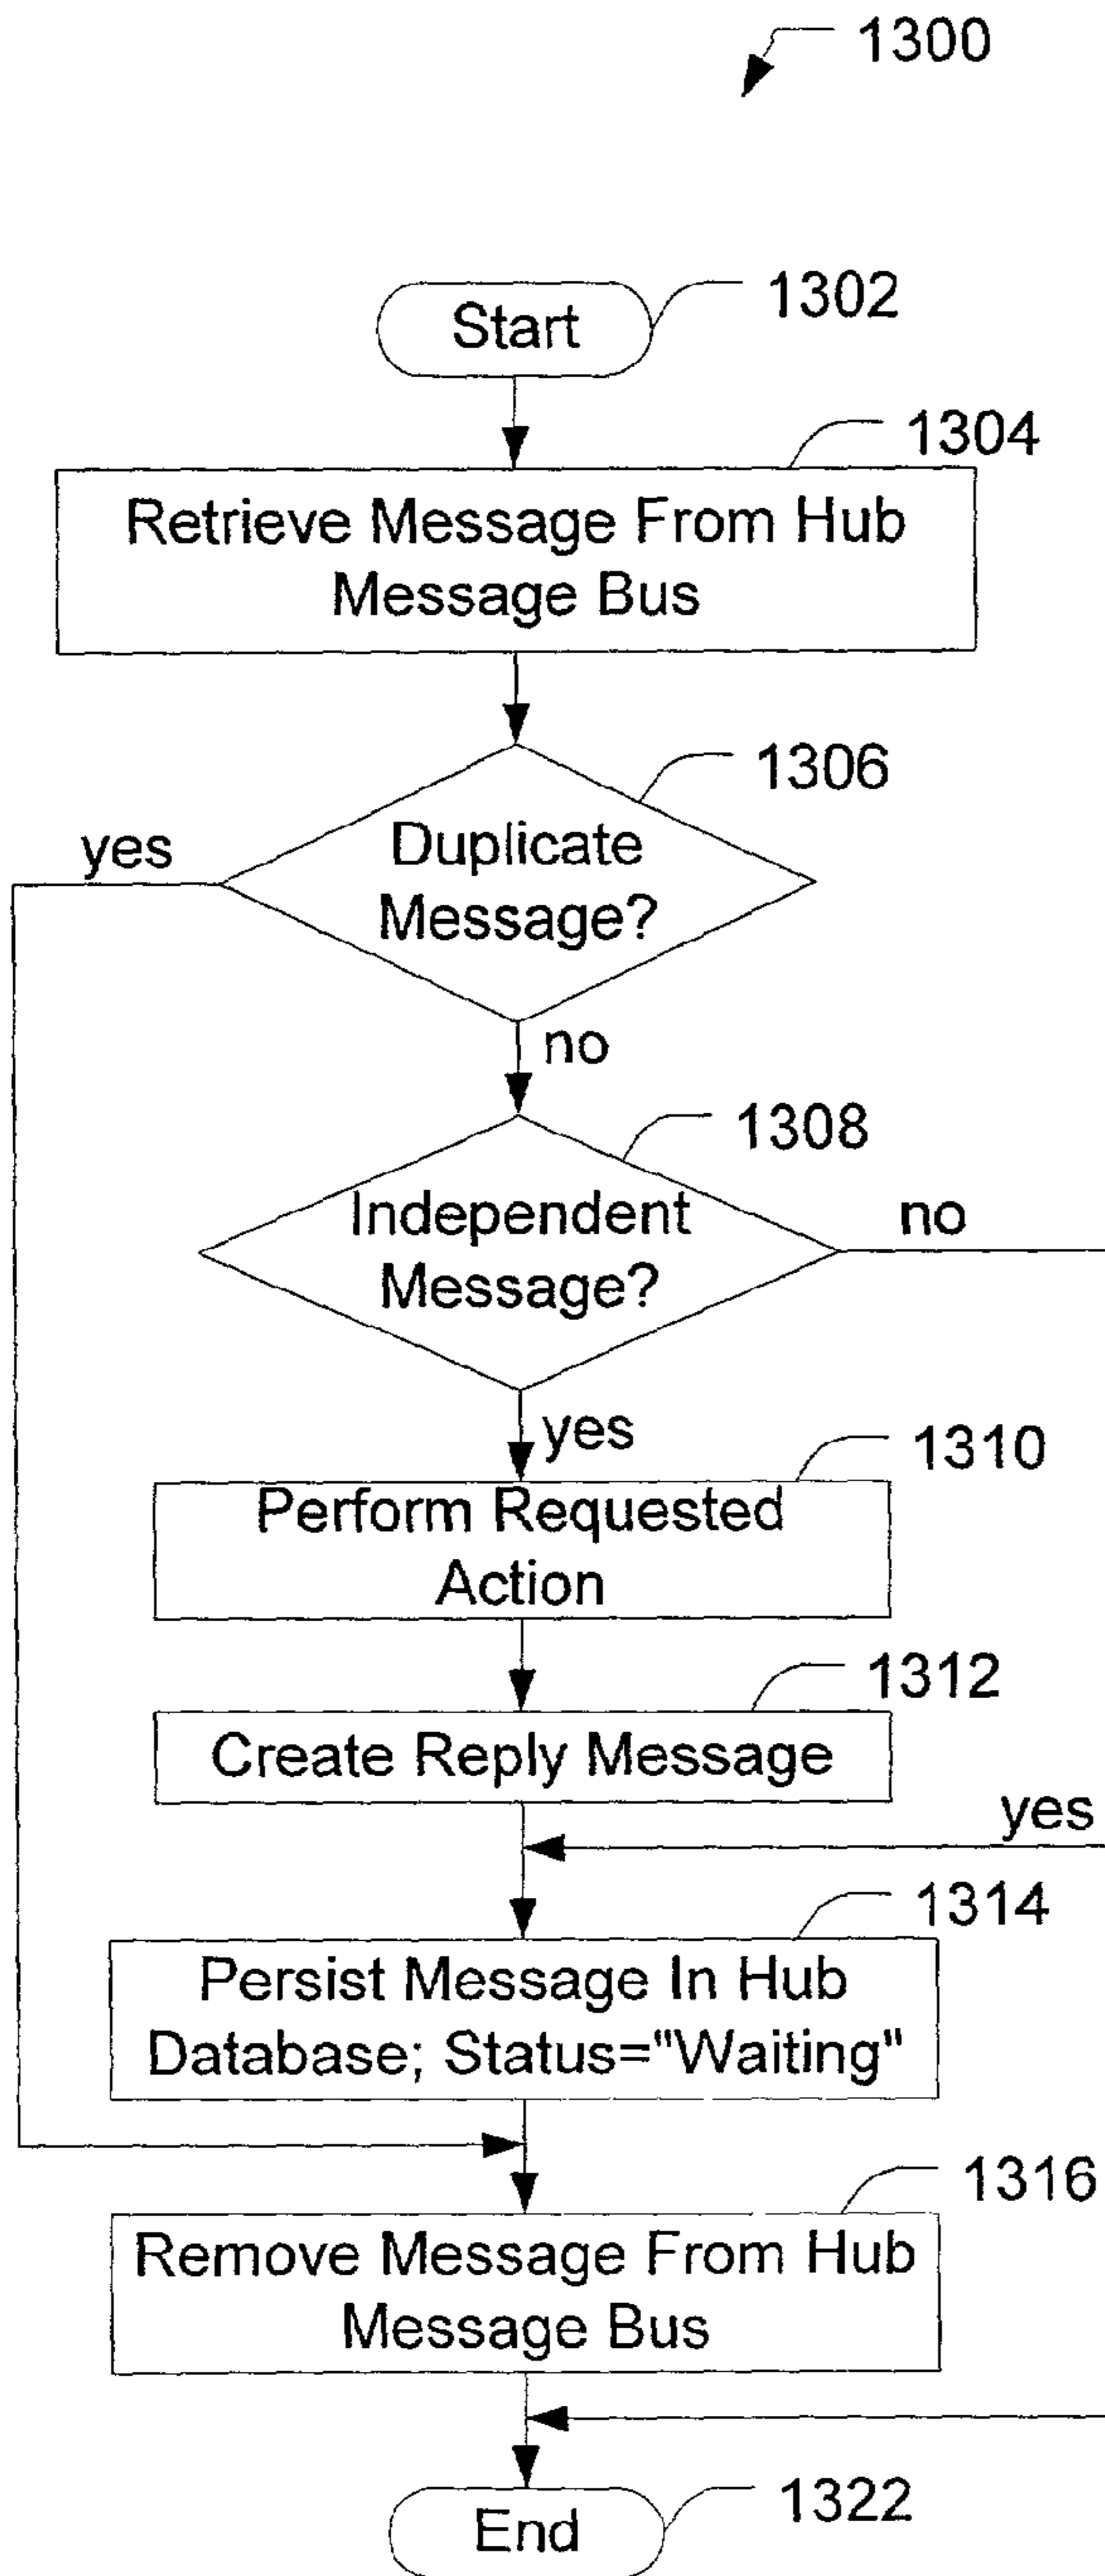 1300
Start
1302
1304
Retrieve Message From Hub
Message Bus
1306
yes
Duplicate
Message?
no
1308
Independent
Message?
no
yes
1310
Perform Requested
Action
1312
Create Reply Message
yes
1314
Persist Message In Hub
Database; Status="Waiting"
1316
Remove Message From Hub
Message Bus
End
1322